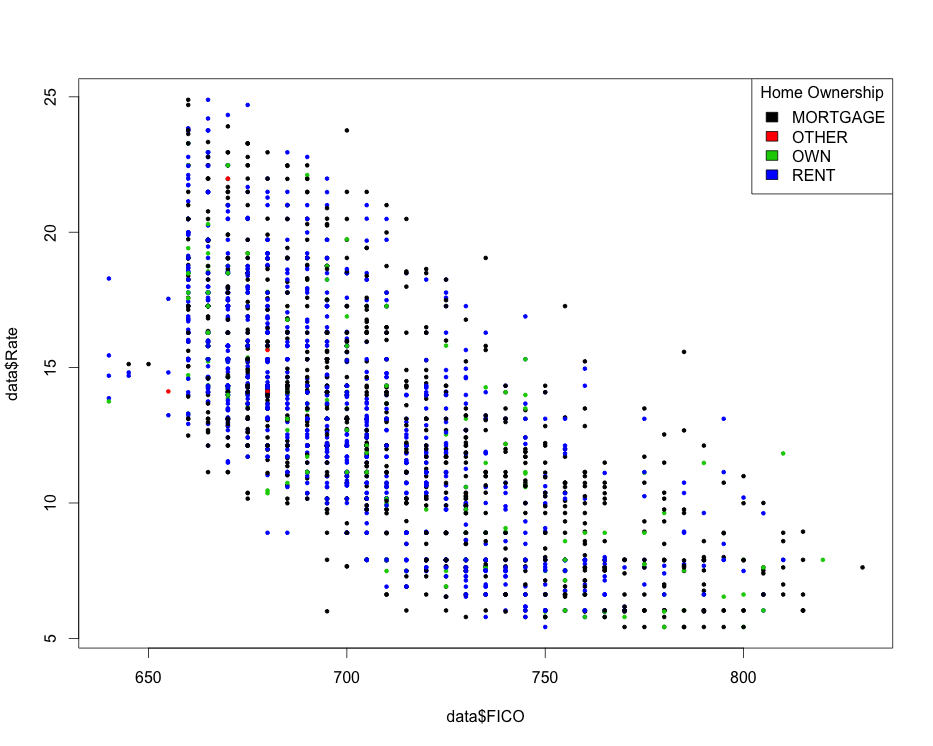 Home Ownership
MORTGAGE
OTHER
OWN
RENT
25
20
15
10
5
data$Rate
650
700
750
800
data$FICO